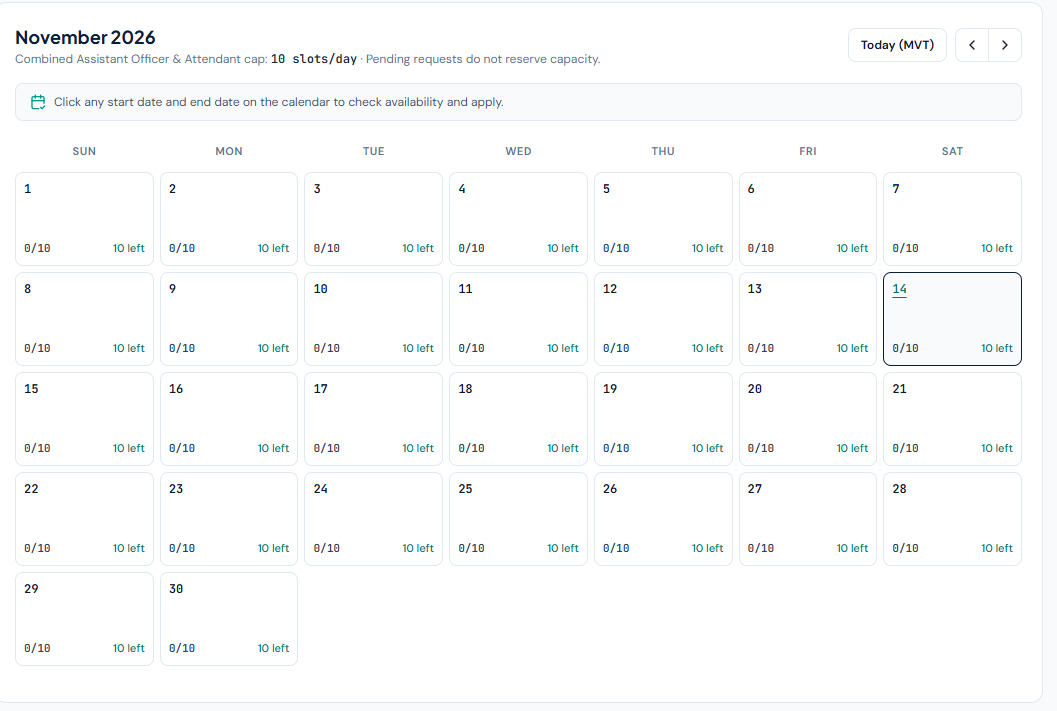 November 2026
Today (MVT)
Combined Assistant Officer & Attendant cap: 10 slots/day · Pending requests do not reserve capacity.
Click any start date and end date on the calendar to check availability and apply.
SUN MON TUE WED THU FRI SAT
1 2 3 4 5 6 7
0/10 10 left 0/10 10 left 0/10 10 left 0/10 10 left 0/10 10 left 0/10 10 left 0/10 10 left
8 9 10 11 12 13 14
0/10 10 left 0/10 10 left 0/10 10 left 0/10 10 left 0/10 10 left 0/10 10 left 0/10 10 left
15 16 17 18 19 20 21
0/10 10 left 0/10 10 left 0/10 10 left 0/10 10 left 0/10 10 left 0/10 10 left 0/10 10 left
22 23 24 25 26 27 28
0/10 10 left 0/10 10 left 0/10 10 left 0/10 10 left 0/10 10 left 0/10 10 left 0/10 10 left
29 30
0/10 10 left 0/10 10 left